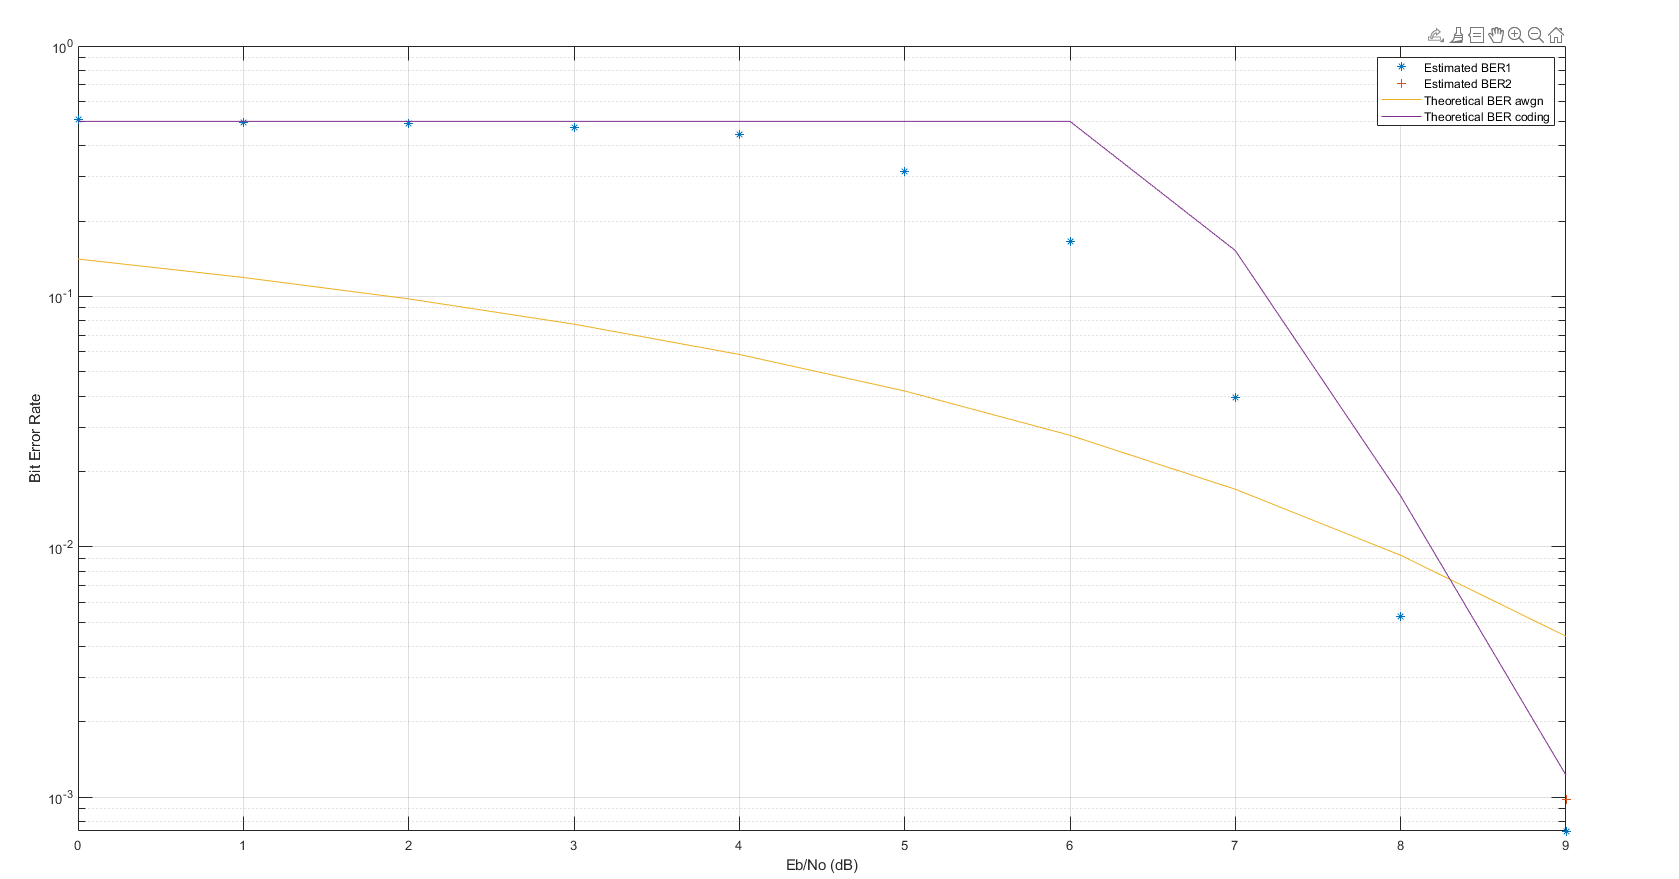 Estimated BER1
Estimated BER2
Theoretical BER awgn
Theoretical BER coding
10^0
10^-1
10^-2
10^-3
Bit Error Rate
0 1 2 3 4 5 6 7 8 9
Eb/No (dB)